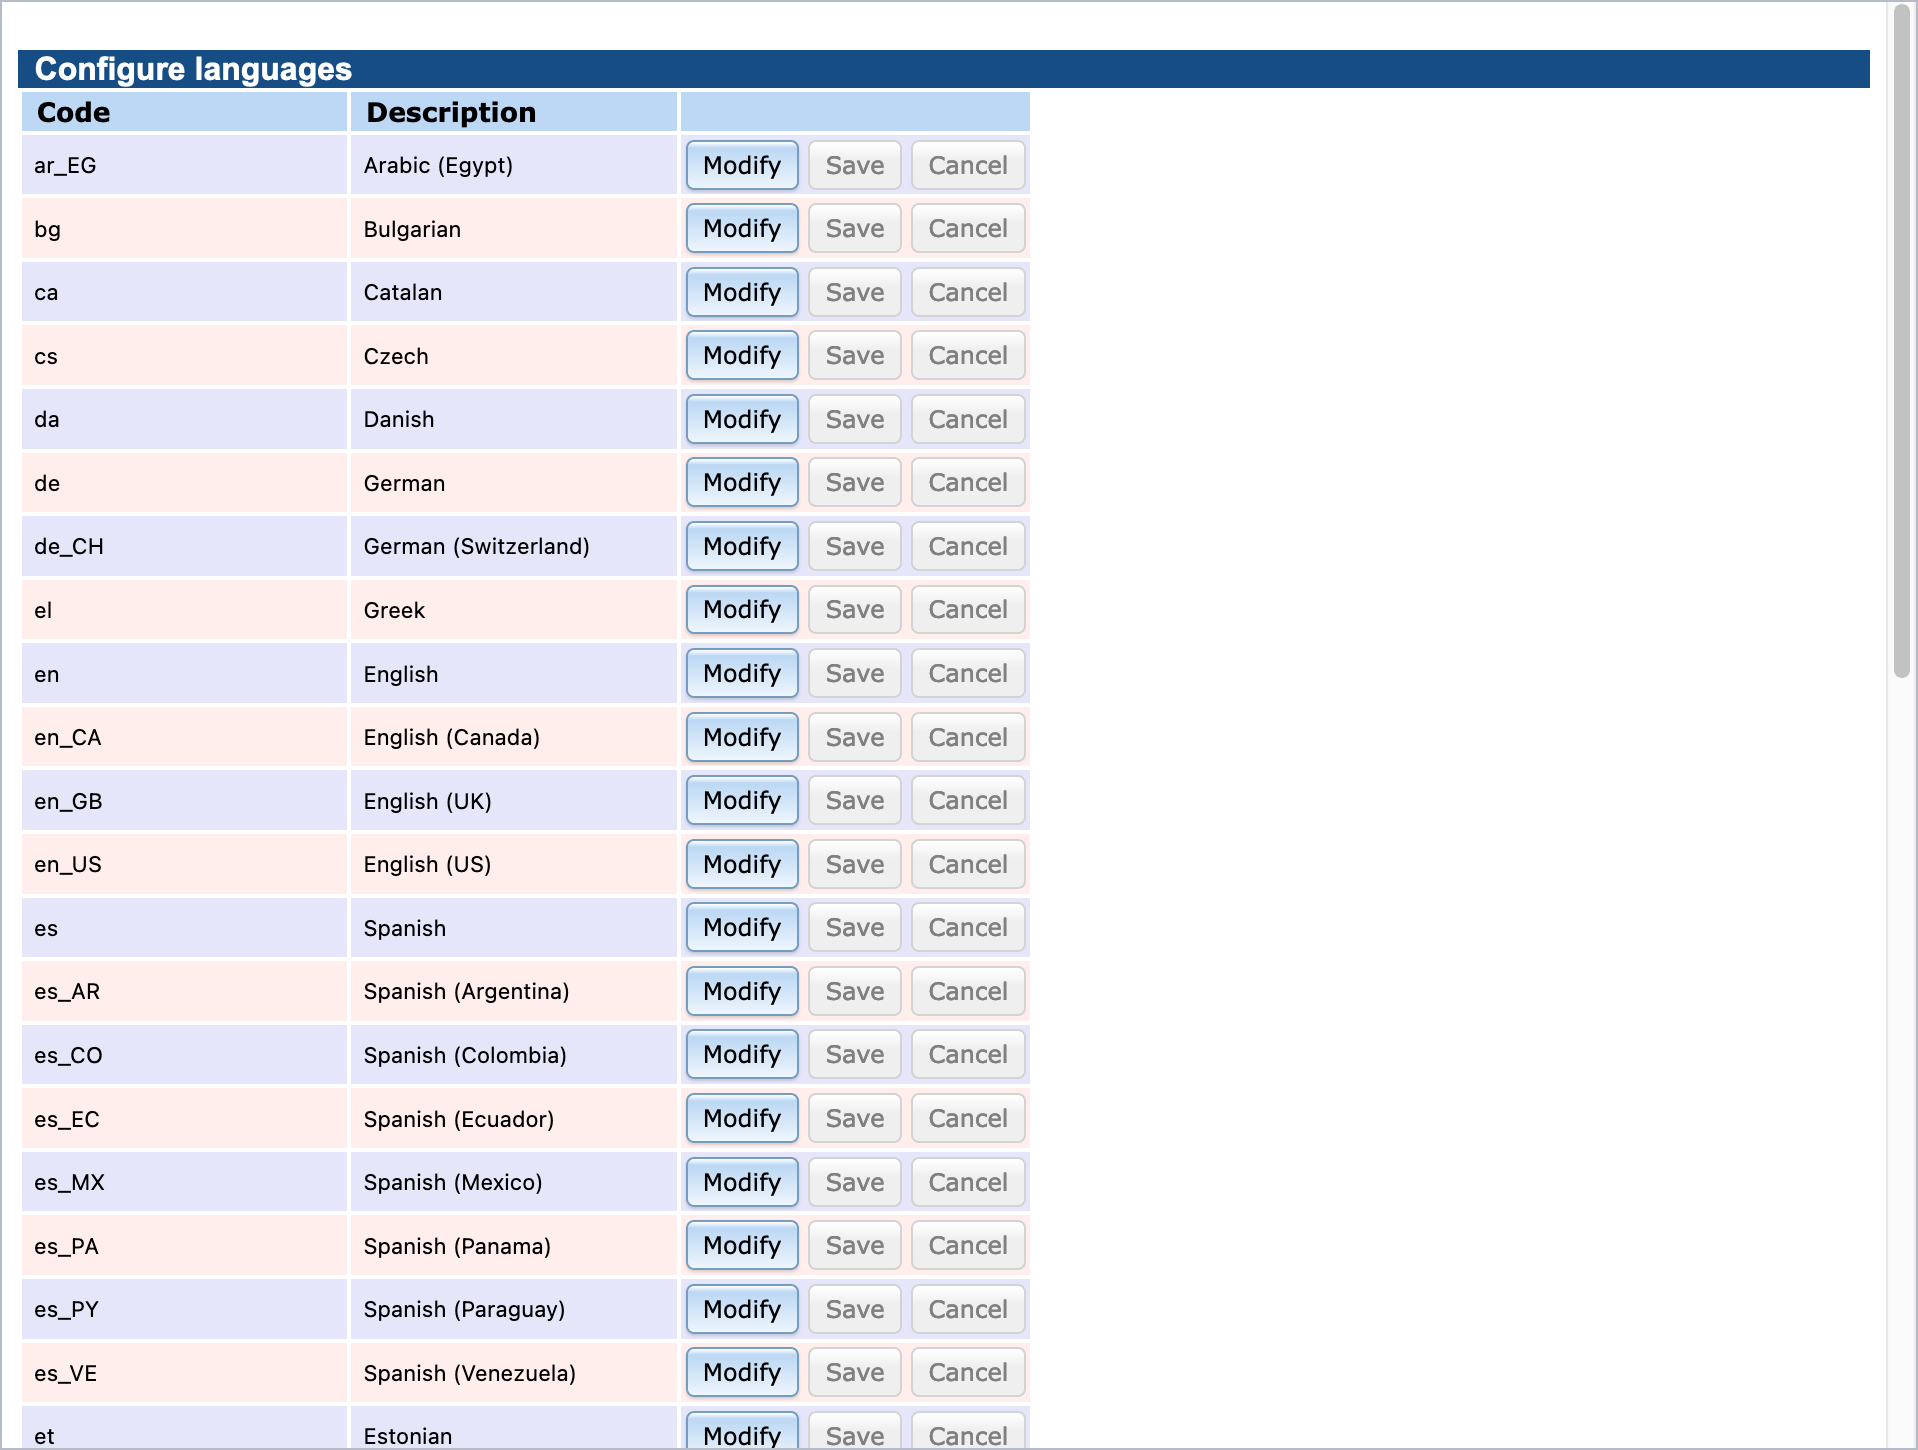 Configure languages
Code Description
ar_EG Arabic (Egypt) Modify Save Cancel
bg Bulgarian Modify Save Cancel
ca Catalan Modify Save Cancel
cs Czech Modify Save Cancel
da Danish Modify Save Cancel
de German Modify Save Cancel
de_CH German (Switzerland) Modify Save Cancel
el Greek Modify Save Cancel
en English Modify Save Cancel
en_CA English (Canada) Modify Save Cancel
en_GB English (UK) Modify Save Cancel
en_US English (US) Modify Save Cancel
es Spanish Modify Save Cancel
es_AR Spanish (Argentina) Modify Save Cancel
es_CO Spanish (Colombia) Modify Save Cancel
es_EC Spanish (Ecuador) Modify Save Cancel
es_MX Spanish (Mexico) Modify Save Cancel
es_PA Spanish (Panama) Modify Save Cancel
es_PY Spanish (Paraguay) Modify Save Cancel
es_VE Spanish (Venezuela) Modify Save Cancel
et Estonian Modify Save Cancel